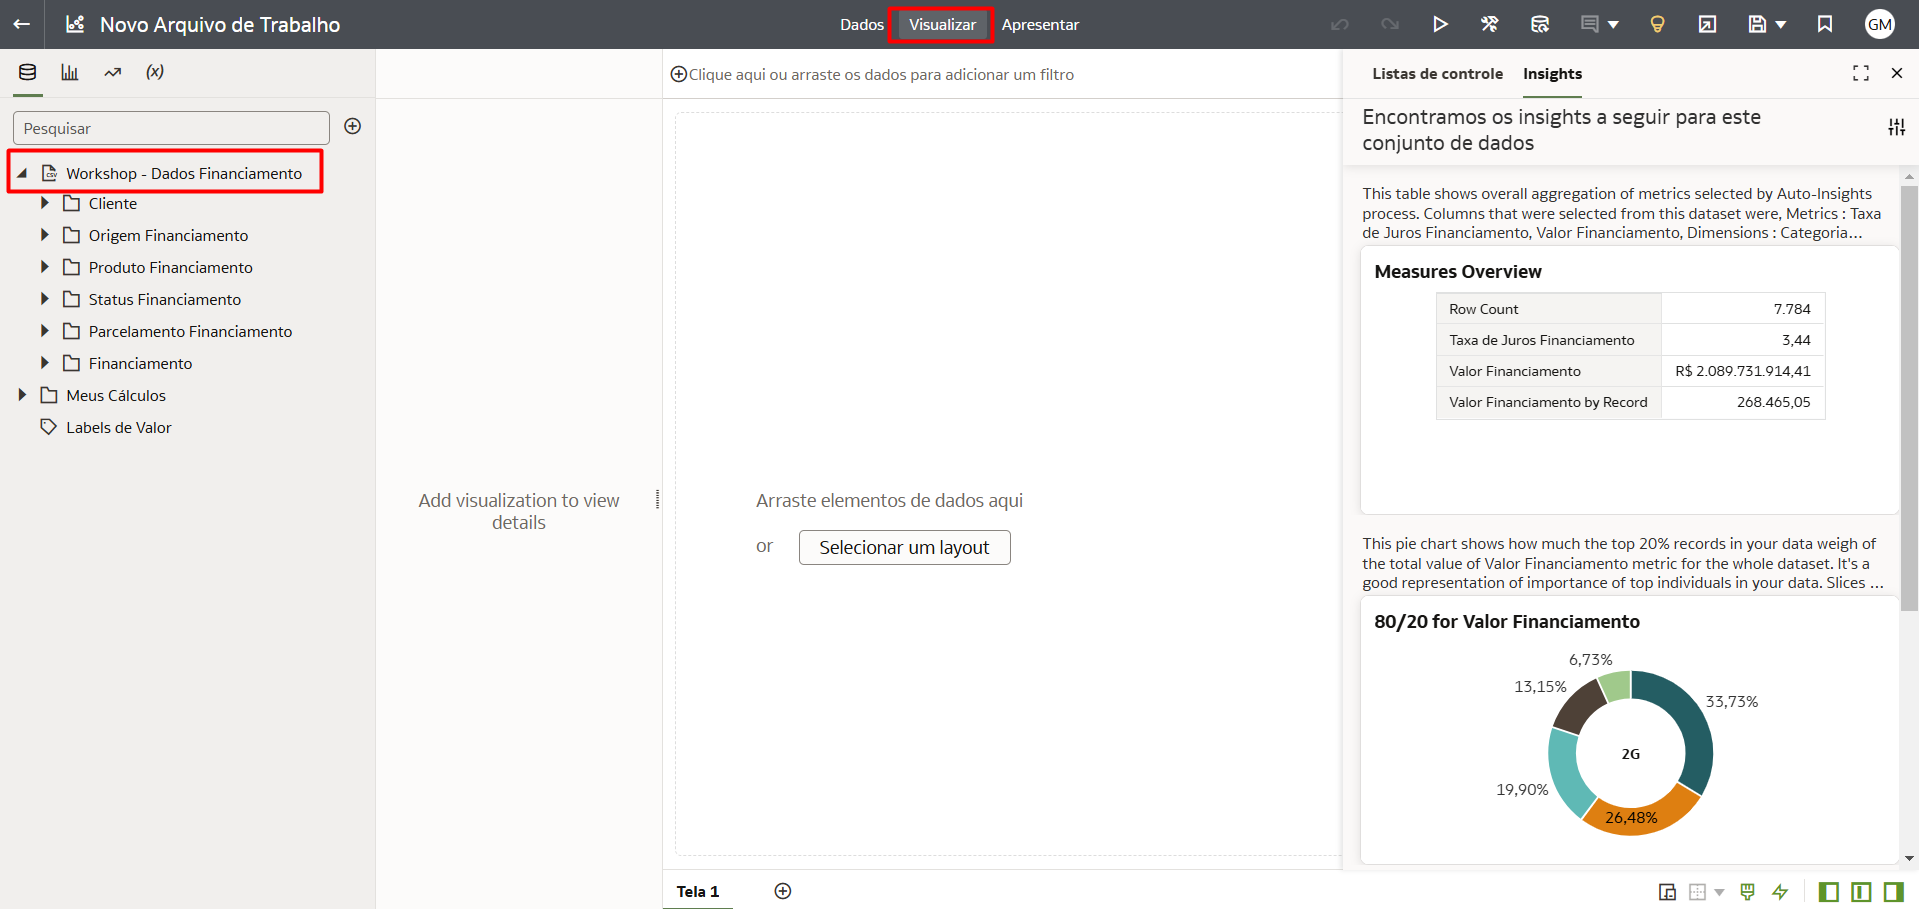 Novo Arquivo de Trabalho
Dados
Visualizar
Apresentar
GM
(x)
Pesquisar
Workshop - Dados Financiamento
CSV
Cliente
Origem Financiamento
Produto Financiamento
Status Financiamento
Parcelamento Financiamento
Financiamento
Meus Cálculos
Labels de Valor
Add visualization to view
details
Clique aqui ou arraste os dados para adicionar um filtro
Arraste elementos de dados aqui
or
Selecionar um layout
Tela 1
Listas de controle
Insights
Encontramos os insights a seguir para este
conjunto de dados
This table shows overall aggregation of metrics selected by Auto-Insights
process. Columns that were selected from this dataset were, Metrics : Taxa
de Juros Financiamento, Valor Financiamento, Dimensions : Categoria...
Measures Overview
Row Count 7.784
Taxa de Juros Financiamento 3,44
Valor Financiamento R$ 2.089.731.914,41
Valor Financiamento by Record 268.465,05
This pie chart shows how much the top 20% records in your data weigh of
the total value of Valor Financiamento metric for the whole dataset. It's a
good representation of importance of top individuals in your data. Slices ...
80/20 for Valor Financiamento
6,73%
13,15%
33,73%
2G
19,90%
26,48%